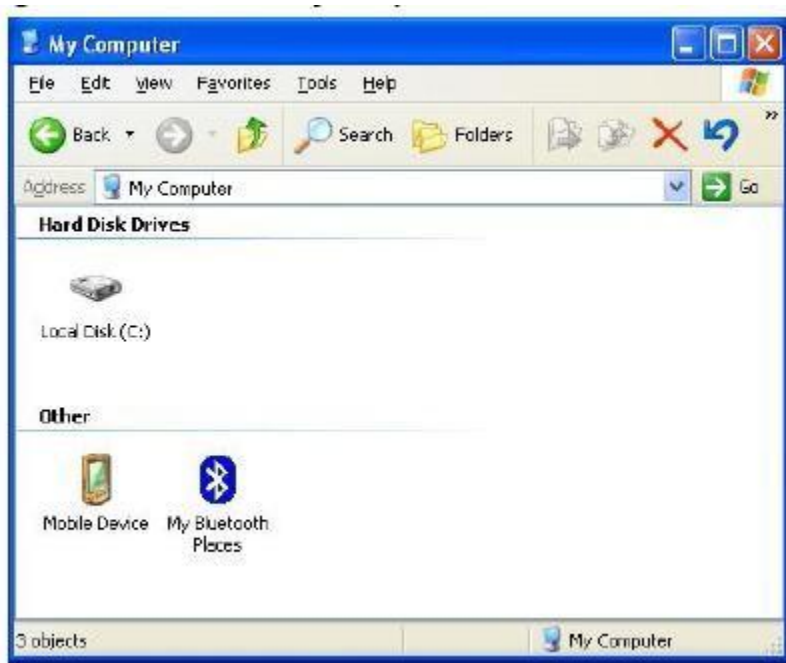 My Computer
File Edit View Favorites Tools Help
Back Search Folders »
Address My Computer Go
Hard Disk Drives
Local Disk (C:)
Other
Mobile Device My Bluetooth
Places
3 objects My Computer